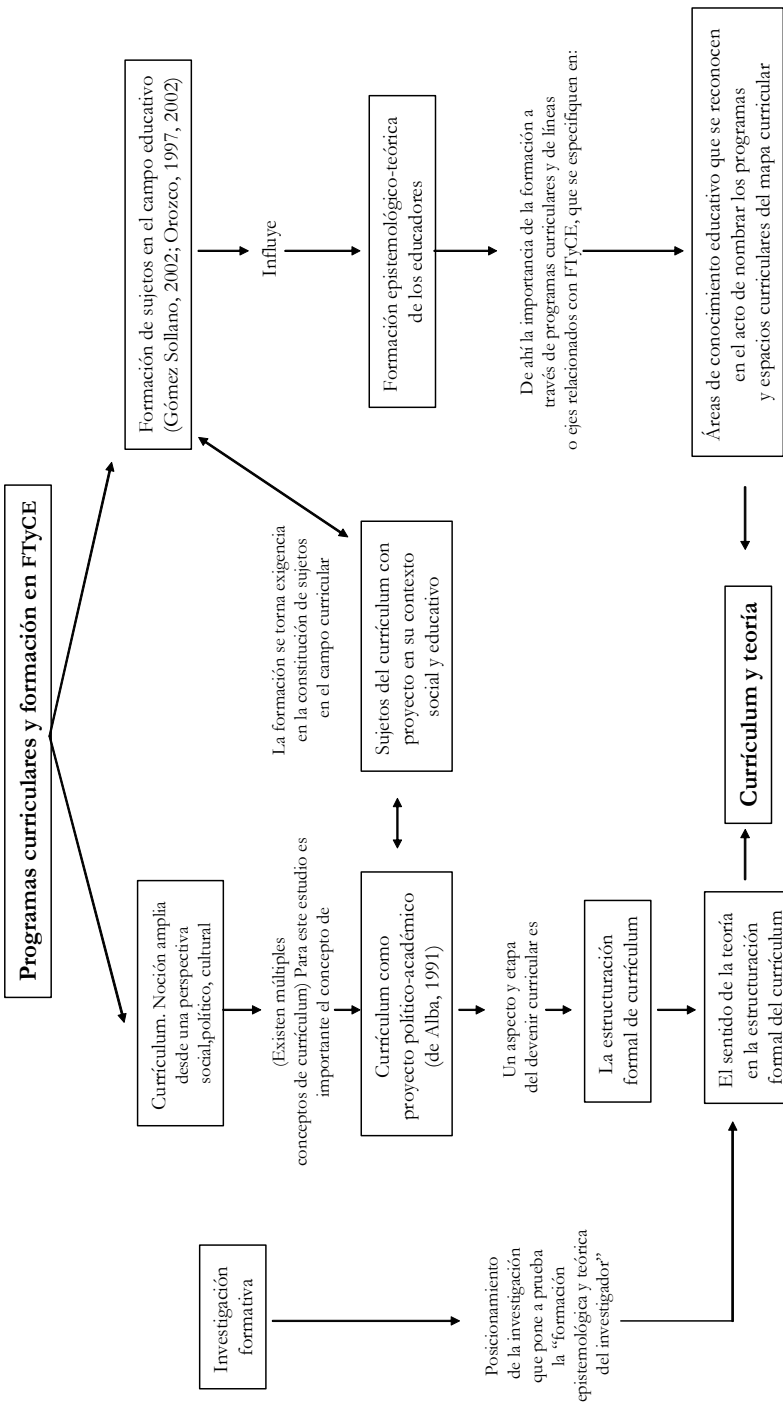 Programas curriculares y formación en FTyCE
Investigación
formativa
Posicionamiento
de la investigación
que pone a prueba
la “formación
epistemológica y teórica
del investigador”
Currículum. Noción amplia
desde una perspectiva
social,político, cultural
(Existen múltiples
conceptos de currículum) Para este estudio es
importante el concepto de
Currículum como
proyecto político-académico
(de Alba, 1991)
Un aspecto y etapa
del devenir curricular es
La estructuración
formal de currículum
El sentido de la teoría
en la estructuración
formal del currículum
La formación se torna exigencia
en la constitución de sujetos
en el campo curricular
Sujetos del currículum con
proyecto en su contexto
social y educativo
Currículum y teoría
Formación de sujetos en el campo educativo
(Gómez Sollano, 2002; Orozco, 1997, 2002)
Influye
Formación epistemológico-teórica
de los educadores
De ahí la importancia de la formación a
través de programas curriculares y de líneas
o ejes relacionados con FTyCE, que se especifiquen en:
Áreas de conocimiento educativo que se reconocen
en el acto de nombrar los programas
y espacios curriculares del mapa curricular